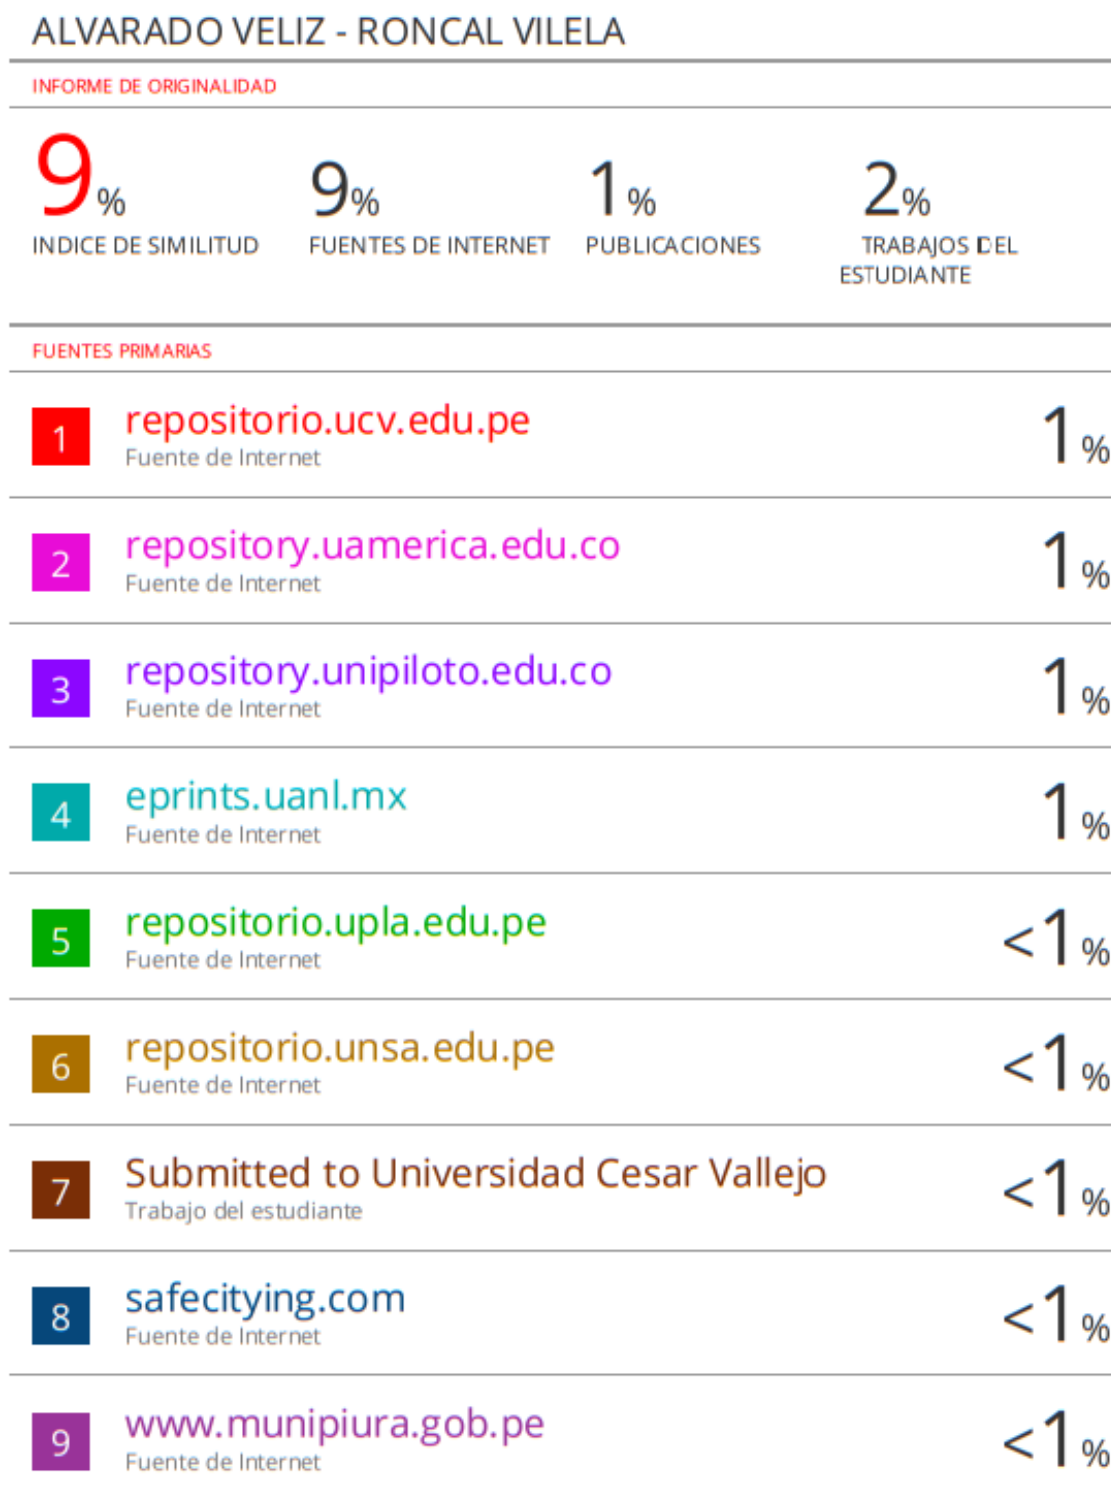 ALVARADO VELIZ - RONCAL VILELA
INFORME DE ORIGINALIDAD
9% 9% 1% 2%
INDICE DE SIMILITUD FUENTES DE INTERNET PUBLICACIONES TRABAJOS DEL
ESTUDIANTE
FUENTES PRIMARIAS
1 repositorio.ucv.edu.pe 1%
Fuente de Internet
2 repository.uamerica.edu.co 1%
Fuente de Internet
3 repository.unipiloto.edu.co 1%
Fuente de Internet
4 eprints.uanl.mx 1%
Fuente de Internet
5 repositorio.upla.edu.pe <1%
Fuente de Internet
6 repositorio.unsa.edu.pe <1%
Fuente de Internet
7 Submitted to Universidad Cesar Vallejo <1%
Trabajo del estudiante
8 safecitying.com <1%
Fuente de Internet
9 www.munipiura.gob.pe <1%
Fuente de Internet